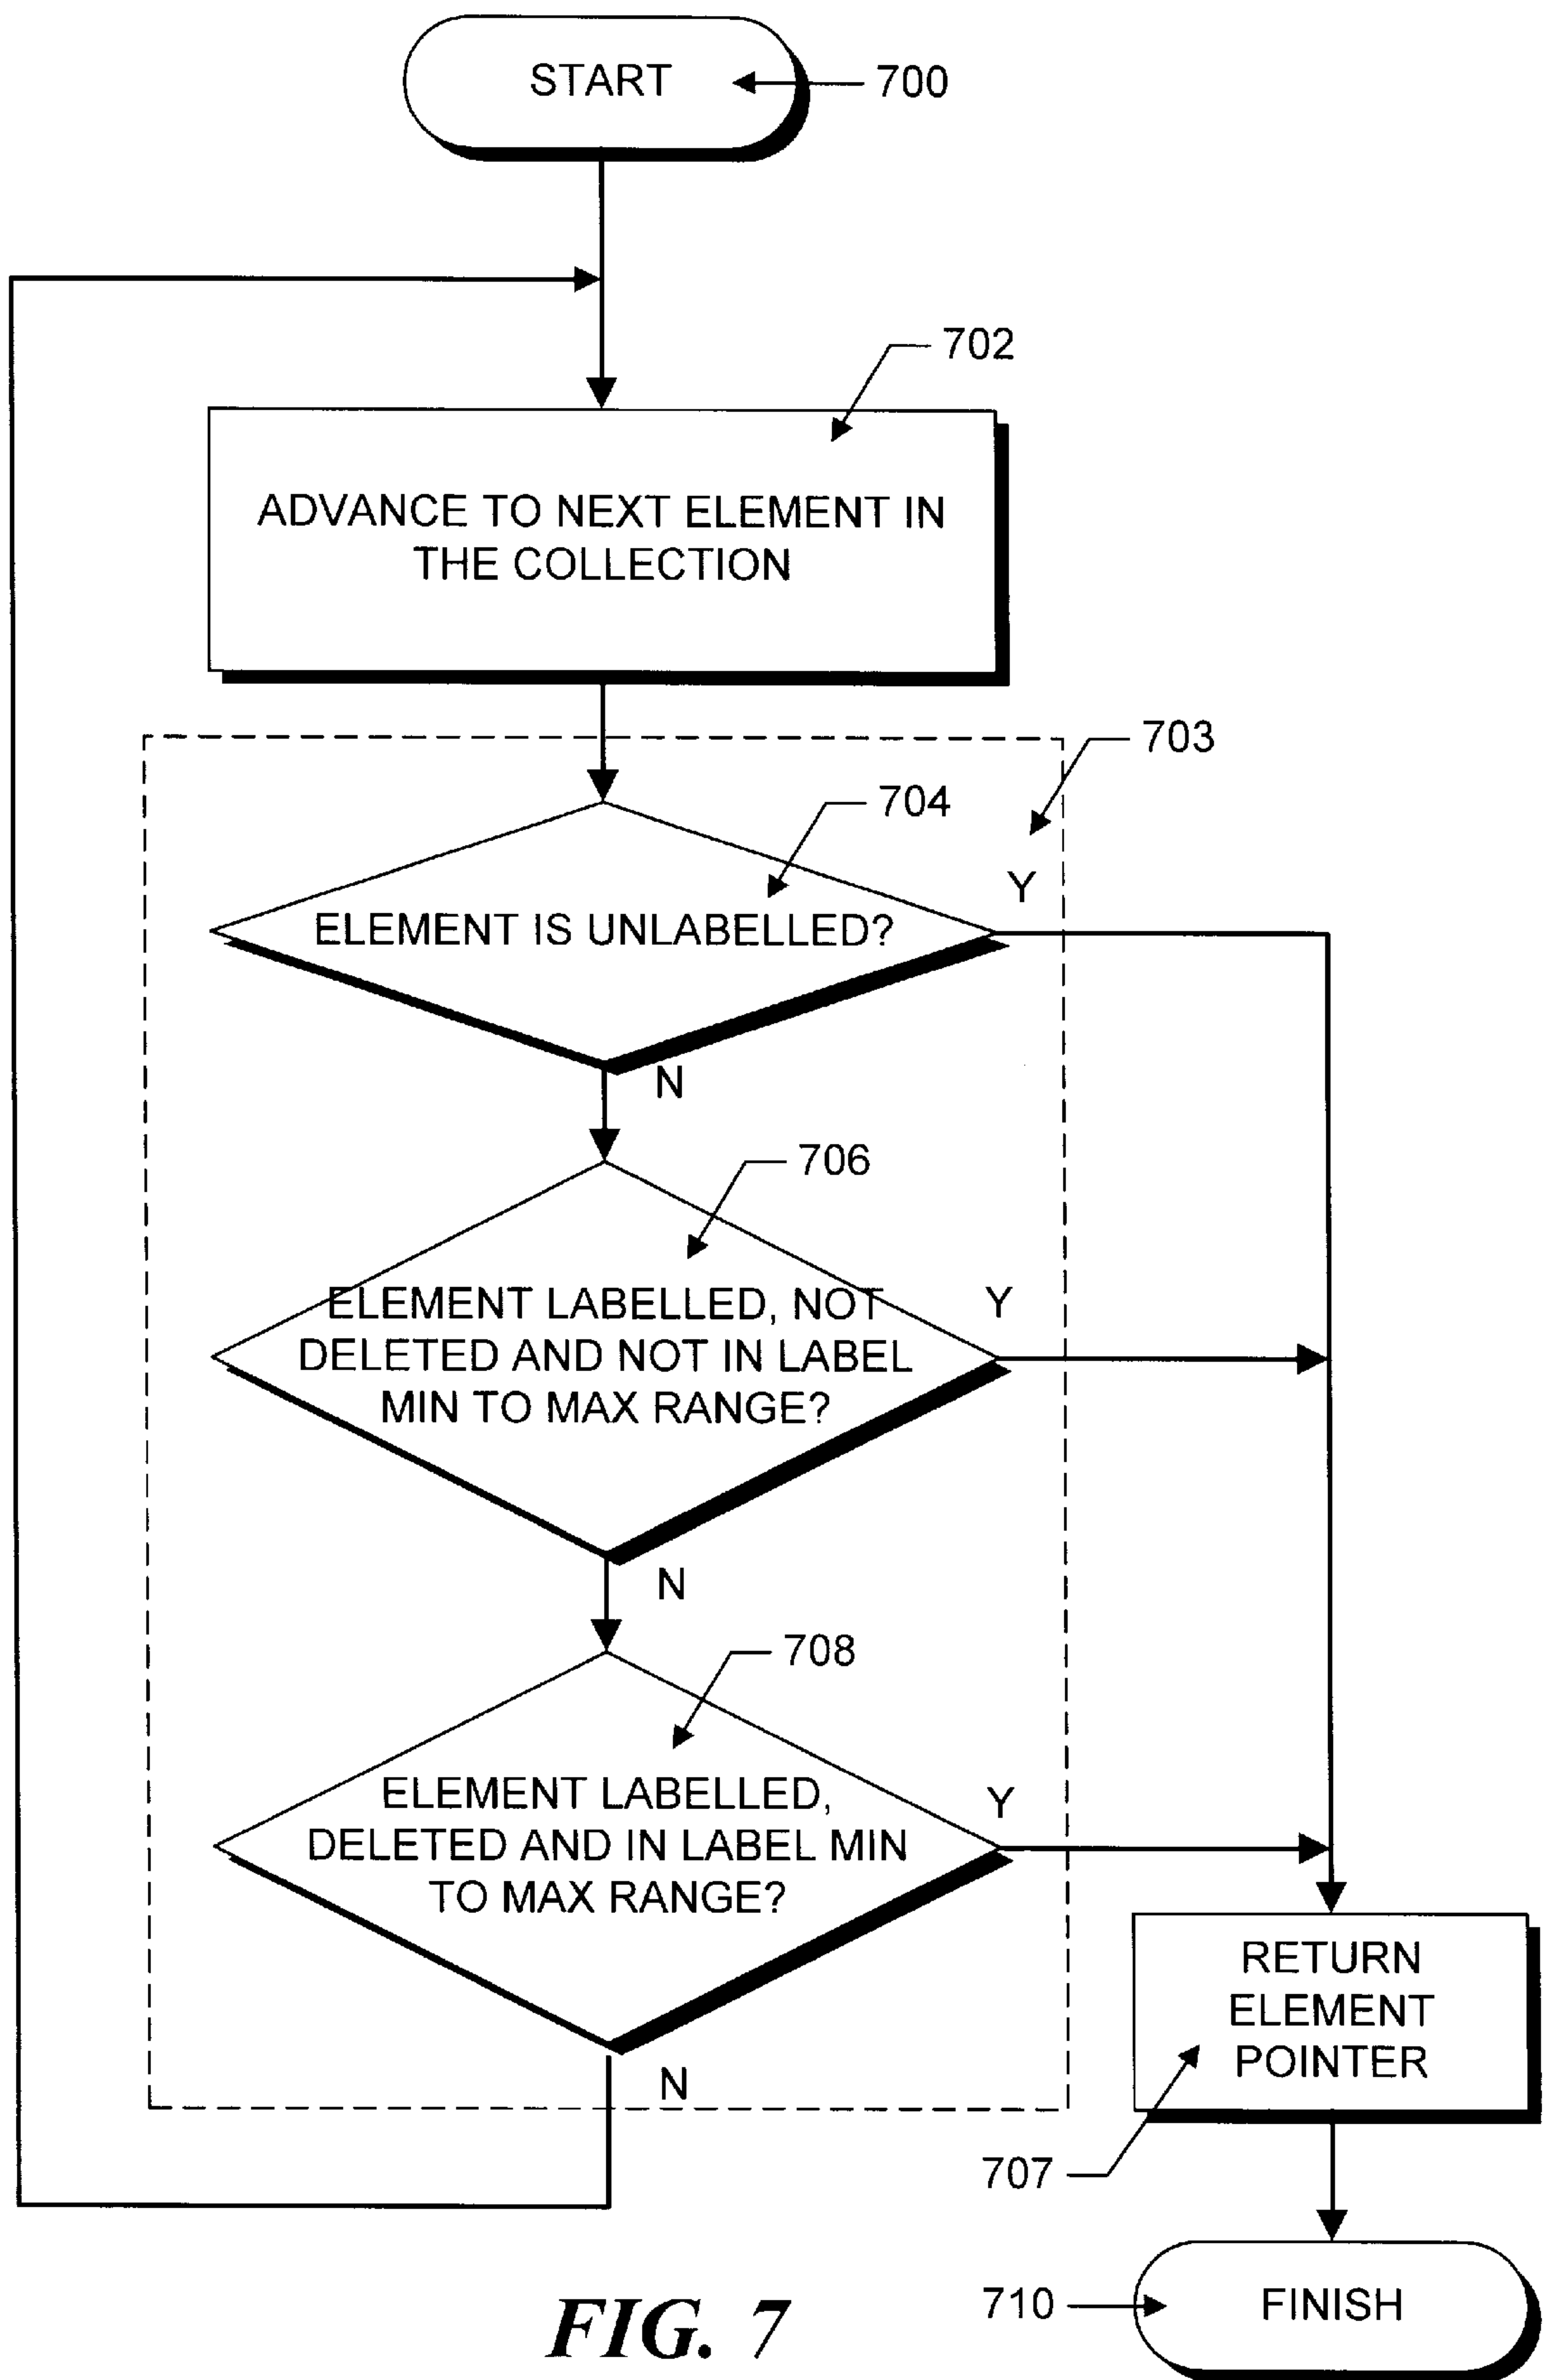 START
700
702
ADVANCE TO NEXT ELEMENT IN
THE COLLECTION
703
704
Y
ELEMENT IS UNLABELLED?
N
706
ELEMENT LABELLED, NOT
Y
DELETED AND NOT IN LABEL
MIN TO MAX RANGE?
N
708
ELEMENT LABELLED,
Y
DELETED AND IN LABEL MIN
TO MAX RANGE?
N
RETURN
ELEMENT
POINTER
707
710
FINISH
FIG. 7